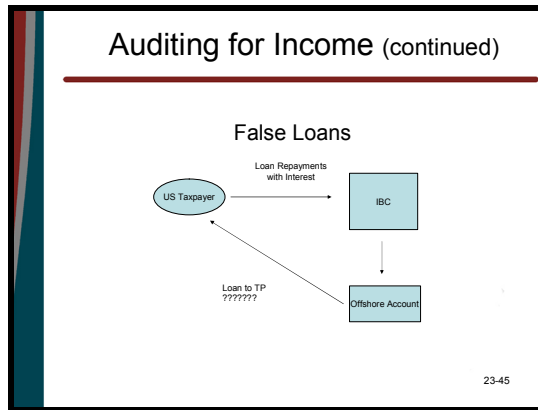 Auditing for Income (continued)
False Loans
Loan Repayments
with Interest
US Taxpayer
IBC
Loan to TP
???????
Offshore Account
23-45